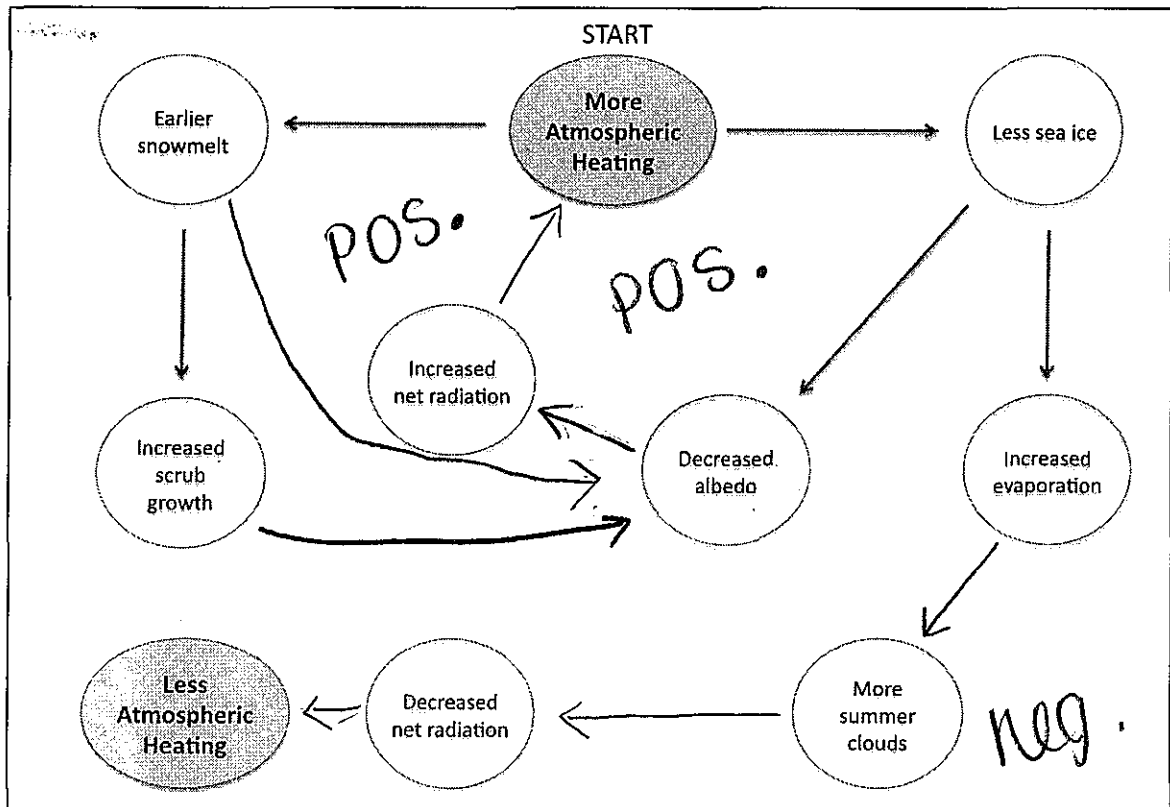 START
More
Atmospheric
Heating
Earlier
snowmelt
Less sea ice
POS.
POS.
Increased
net radiation
Increased
scrub
growth
Decreased
albedo
Increased
evaporation
Less
Atmospheric
Heating
Decreased
net radiation
More
summer
clouds
neg.